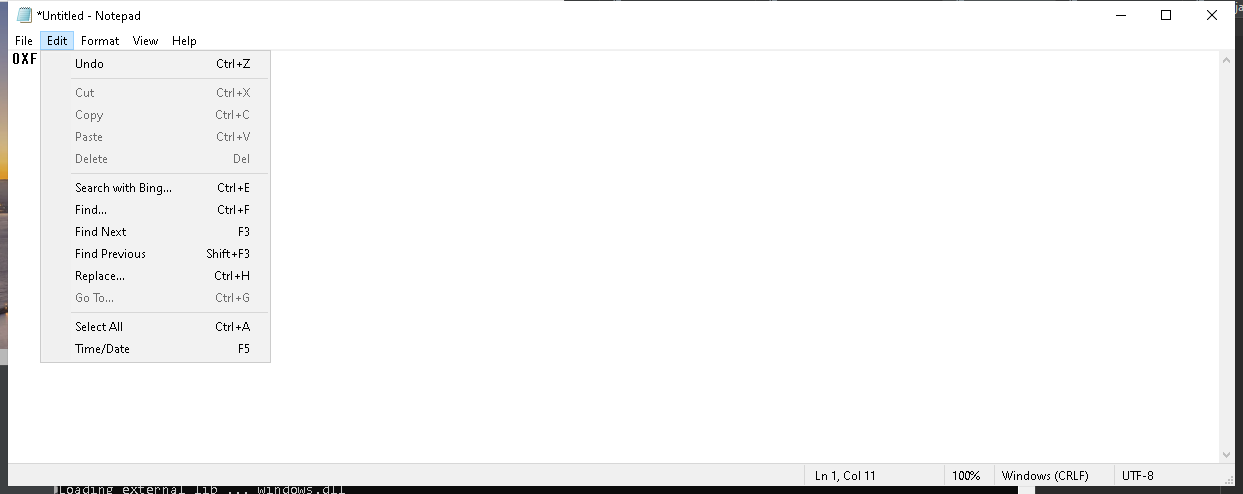 *Untitled - Notepad
File Edit Format View Help
0XF
Undo Ctrl+Z
Cut Ctrl+X
Copy Ctrl+C
Paste Ctrl+V
Delete Del
Search with Bing... Ctrl+E
Find... Ctrl+F
Find Next F3
Find Previous Shift+F3
Replace... Ctrl+H
Go To... Ctrl+G
Select All Ctrl+A
Time/Date F5
Ln 1, Col 11 100% Windows (CRLF) UTF-8
Loading external lib ... windows.dll